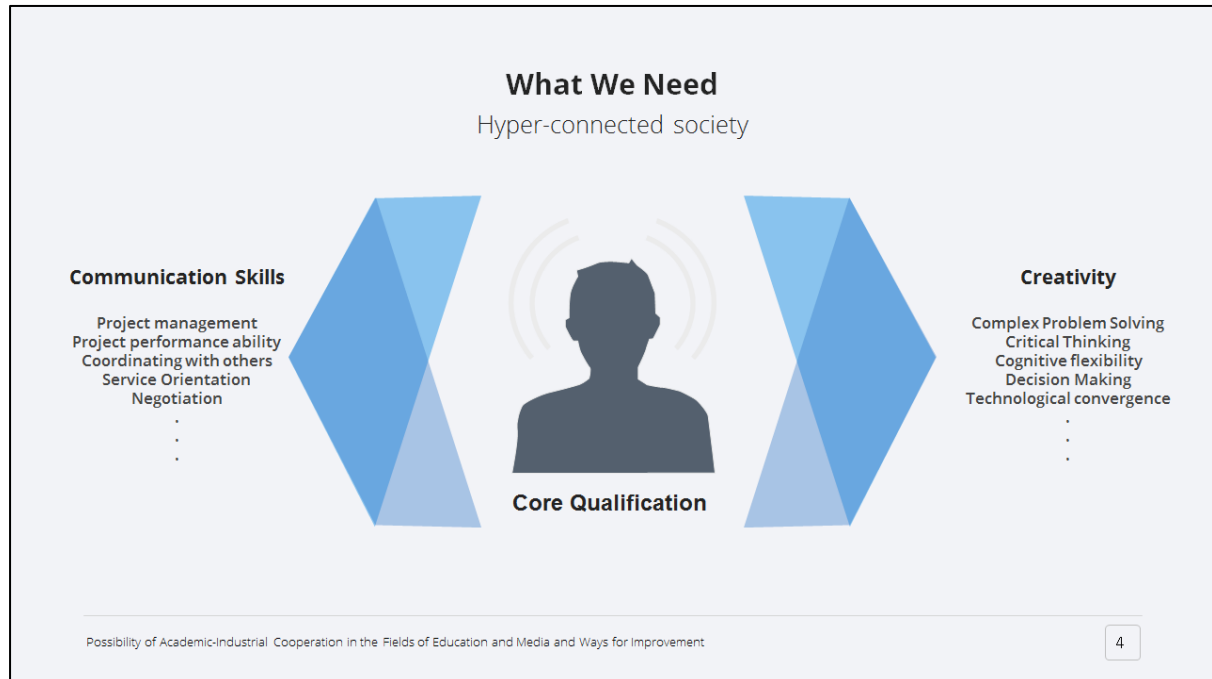 What We Need
Hyper-connected society
Communication Skills
Project management
Project performance ability
Coordinating with others
Service Orientation
Negotiation
.
.
.
Core Qualification
Creativity
Complex Problem Solving
Critical Thinking
Cognitive flexibility
Decision Making
Technological convergence
.
.
.
Possibility of Academic-Industrial Cooperation in the Fields of Education and Media and Ways for Improvement
4